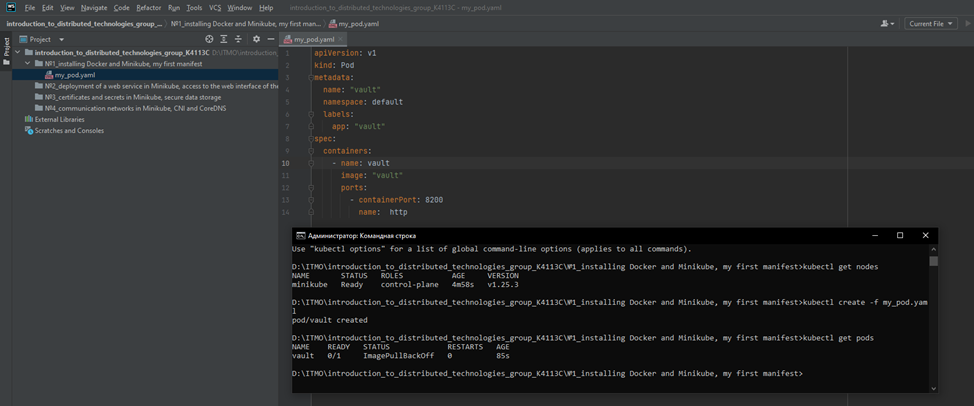 WS File Edit View Navigate Code Refactor Run Tools VCS Window Help introduction_to_distributed_technologies_group_K4113C - my_pod.yaml
introduction_to_distributed_technologies_group_... › №1_installing Docker and Minikube, my first man... › my_pod.yaml Current File
Project my_pod.yaml
Project
introduction_to_distributed_technologies_group_K4113C D:\ITMO\introduction_
№1_installing Docker and Minikube, my first manifest
my_pod.yaml
№2_deployment of a web service in Minikube, access to the web interface of the
№3_certificates and secrets in Minikube, secure data storage
№4_communication networks in Minikube, CNI and CoreDNS
External Libraries
Scratches and Consoles
1 apiVersion: v1
2 kind: Pod
3 metadata:
4 name: "vault"
5 namespace: default
6 labels:
7 app: "vault"
8 spec:
9 containers:
10 - name: vault
11 image: "vault"
12 ports:
13 - containerPort: 8200
14 name: http
Администратор: Командная строка
Use "kubectl options" for a list of global command-line options (applies to all commands).
D:\ITMO\introduction_to_distributed_technologies_group_K4113C\№1_installing Docker and Minikube, my first manifest>kubectl get nodes
NAME STATUS ROLES AGE VERSION
minikube Ready control-plane 4m58s v1.25.3
D:\ITMO\introduction_to_distributed_technologies_group_K4113C\№1_installing Docker and Minikube, my first manifest>kubectl create -f my_pod.yam
l
pod/vault created
D:\ITMO\introduction_to_distributed_technologies_group_K4113C\№1_installing Docker and Minikube, my first manifest>kubectl get pods
NAME READY STATUS RESTARTS AGE
vault 0/1 ImagePullBackOff 0 85s
D:\ITMO\introduction_to_distributed_technologies_group_K4113C\№1_installing Docker and Minikube, my first manifest>